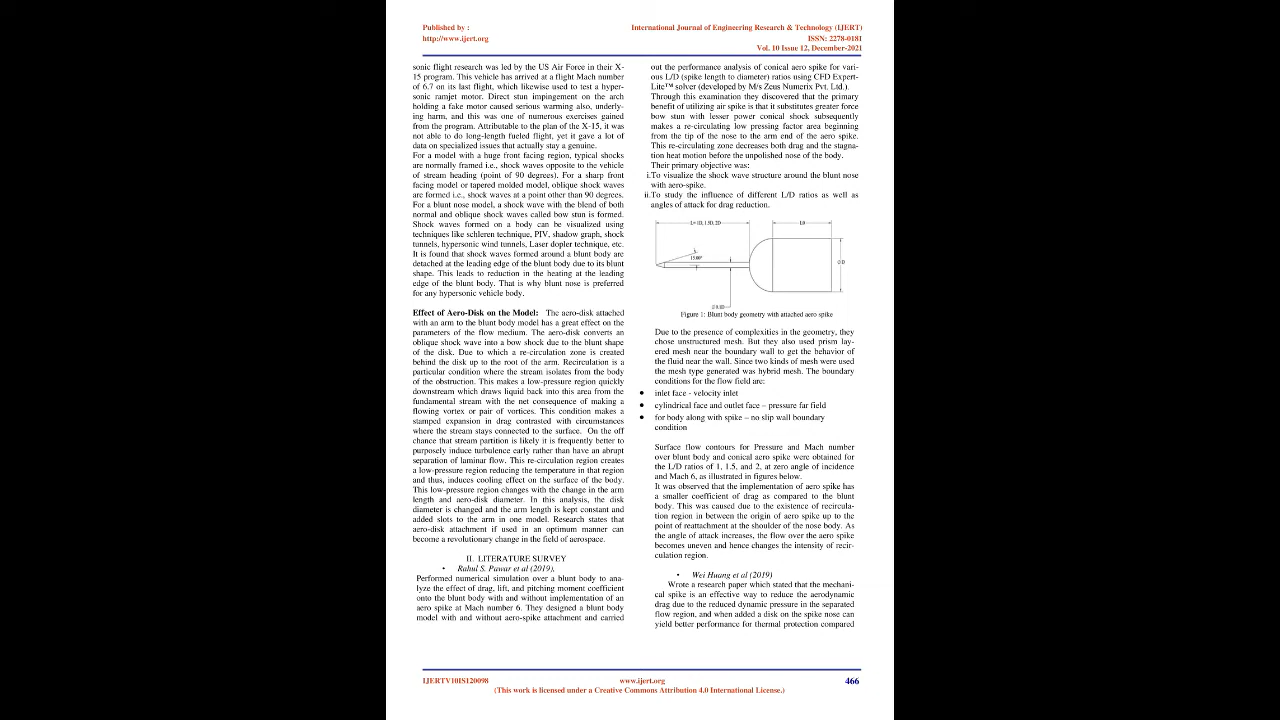 Published by :
http://www.ijert.org
International Journal of Engineering Research & Technology (IJERT)
ISSN: 2278-0181
Vol. 10 Issue 12, December-2021
sonic flight research was led by the US Air Force in their X-
15 program. This vehicle has arrived at a flight Mach number
of 6.7 on its last flight, which likewise used to test a hyper-
sonic ramjet motor. Direct stun impingement on the arch
holding a fake motor caused serious warming also, underly-
ing harm, and this was one of numerous exercises gained
from the program. Attributable to the plan of the X-15, it was
not able to do long-length fueled flight, yet it gave a lot of
data on specialized issues that actually stay a genuine.
For a model with a huge front facing region, typical shocks
are normally framed i.e., shock waves opposite to the vehicle
of stream heading (point of 90 degrees). For a sharp front
facing model or tapered molded model, oblique shock waves
are formed i.e., shock waves at a point other than 90 degrees.
For a blunt nose model, a shock wave with the blend of both
normal and oblique shock waves called bow stun is formed.
Shock waves formed on a body can be visualized using
techniques like schleren technique, PIV, shadow graph, shock
tunnels, hypersonic wind tunnels, Laser dopler technique, etc.
It is found that shock waves formed around a blunt body are
detached at the leading edge of the blunt body due to its blunt
shape. This leads to reduction in the heating at the leading
edge of the blunt body. That is why blunt nose is preferred
for any hypersonic vehicle body.
Effect of Aero-Disk on the Model: The aero-disk attached
with an arm to the blunt body model has a great effect on the
parameters of the flow medium. The aero-disk converts an
oblique shock wave into a bow shock due to the blunt shape
of the disk. Due to which a re-circulation zone is created
behind the disk up to the root of the arm. Recirculation is a
particular condition where the stream isolates from the body
of the obstruction. This makes a low-pressure region quickly
downstream which draws liquid back into this area from the
fundamental stream with the net consequence of making a
flowing vortex or pair of vortices. This condition makes a
stamped expansion in drag contrasted with circumstances
where the stream stays connected to the surface. On the off
chance that stream partition is likely it is frequently better to
purposely induce turbulence early rather than have an abrupt
separation of laminar flow. This re-circulation region creates
a low-pressure region reducing the temperature in that region
and thus, induces cooling effect on the surface of the body.
This low-pressure region changes with the change in the arm
length and aero-disk diameter. In this analysis, the disk
diameter is changed and the arm length is kept constant and
added slots to the arm in one model. Research states that
aero-disk attachment if used in an optimum manner can
become a revolutionary change in the field of aerospace.
II. LITERATURE SURVEY
• Rahul S. Pawar et al (2019),
Performed numerical simulation over a blunt body to ana-
lyze the effect of drag, lift, and pitching moment coefficient
onto the blunt body with and without implementation of an
aero spike at Mach number 6. They designed a blunt body
model with and without aero-spike attachment and carried
out the performance analysis of conical aero spike for vari-
ous L/D (spike length to diameter) ratios using CFD Expert-
Lite™ solver (developed by M/s Zeus Numerix Pvt. Ltd.).
Through this examination they discovered that the primary
benefit of utilizing air spike is that it substitutes greater force
bow stun with lesser power conical shock subsequently
makes a re-circulating low pressing factor area beginning
from the tip of the nose to the arm end of the aero spike.
This re-circulating zone decreases both drag and the stagna-
tion heat motion before the unpolished nose of the body.
Their primary objective was:
i.To visualize the shock wave structure around the blunt nose
with aero-spike.
ii.To study the influence of different L/D ratios as well as
angles of attack for drag reduction.
L= 1D, 1.5D, 2D
15.00°
Figure 1: Blunt body geometry with attached aero spike
Due to the presence of complexities in the geometry, they
chose unstructured mesh. But they also used prism lay-
ered mesh near the boundary wall to get the behavior of
the fluid near the wall. Since two kinds of mesh were used
the mesh type generated was hybrid mesh. The boundary
conditions for the flow field are:
● inlet face - velocity inlet
● cylindrical face and outlet face – pressure far field
● for body along with spike – no slip wall boundary
condition
Surface flow contours for Pressure and Mach number
over blunt body and conical aero spike were obtained for
the L/D ratios of 1, 1.5, and 2, at zero angle of incidence
and Mach 6, as illustrated in figures below.
It was observed that the implementation of aero spike has
a smaller coefficient of drag as compared to the blunt
body. This was caused due to the existence of recircula-
tion region in between the origin of aero spike up to the
point of reattachment at the shoulder of the nose body. As
the angle of attack increases, the flow over the aero spike
becomes uneven and hence changes the intensity of recir-
culation region.
• Wei Huang et al (2019)
Wrote a research paper which stated that the mechani-
cal spike is an effective way to reduce the aerodynamic
drag due to the reduced dynamic pressure in the separated
flow region, and when added a disk on the spike nose can
yield better performance for thermal protection compared
IJERTV10IS120098
www.ijert.org
(This work is licensed under a Creative Commons Attribution 4.0 International License.)
466